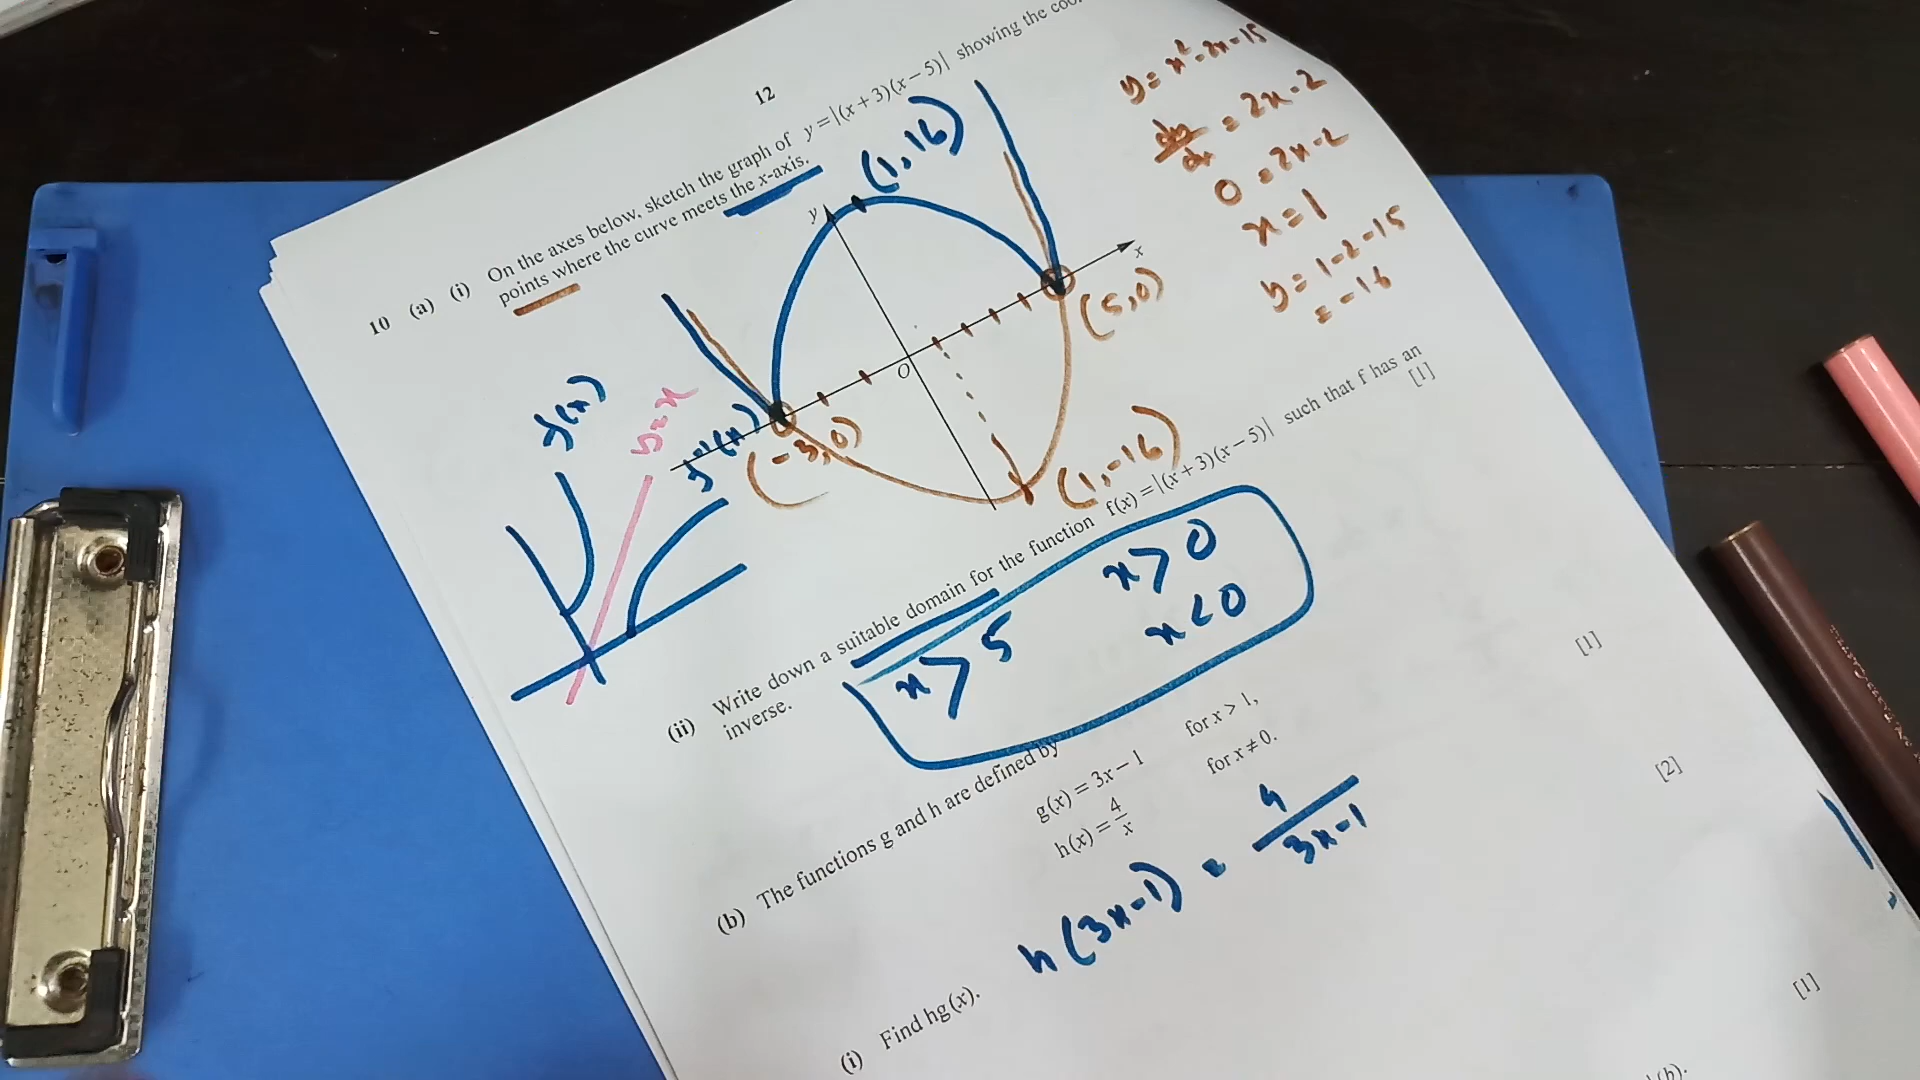 12
10 (a) (i) On the axes below, sketch the graph of y = |(x + 3)(x − 5)| showing the
points where the curve meets the x-axis.
y = x² - 2x - 15
dy/dx = 2x - 2
0 = 2x - 2
x = 1
y = 1 - 2 - 15
= -16
(1, 16)
y
x
O
(5, 0)
(-3, 0)
(1, -16)
f(x)
y = x
f⁻¹(x)
(ii) Write down a suitable domain for the function f(x) = |(x + 3)(x − 5)| such that f has an
inverse.
[1]
x > 5
x > 0
x < 0
(b) The functions g and h are defined by
g(x) = 3x − 1 for x > 1,
h(x) = 4/x for x ≠ 0.
[1]
[2]
(i) Find hg(x).
h(3x-1) = 4/(3x-1)
[1]
(b).